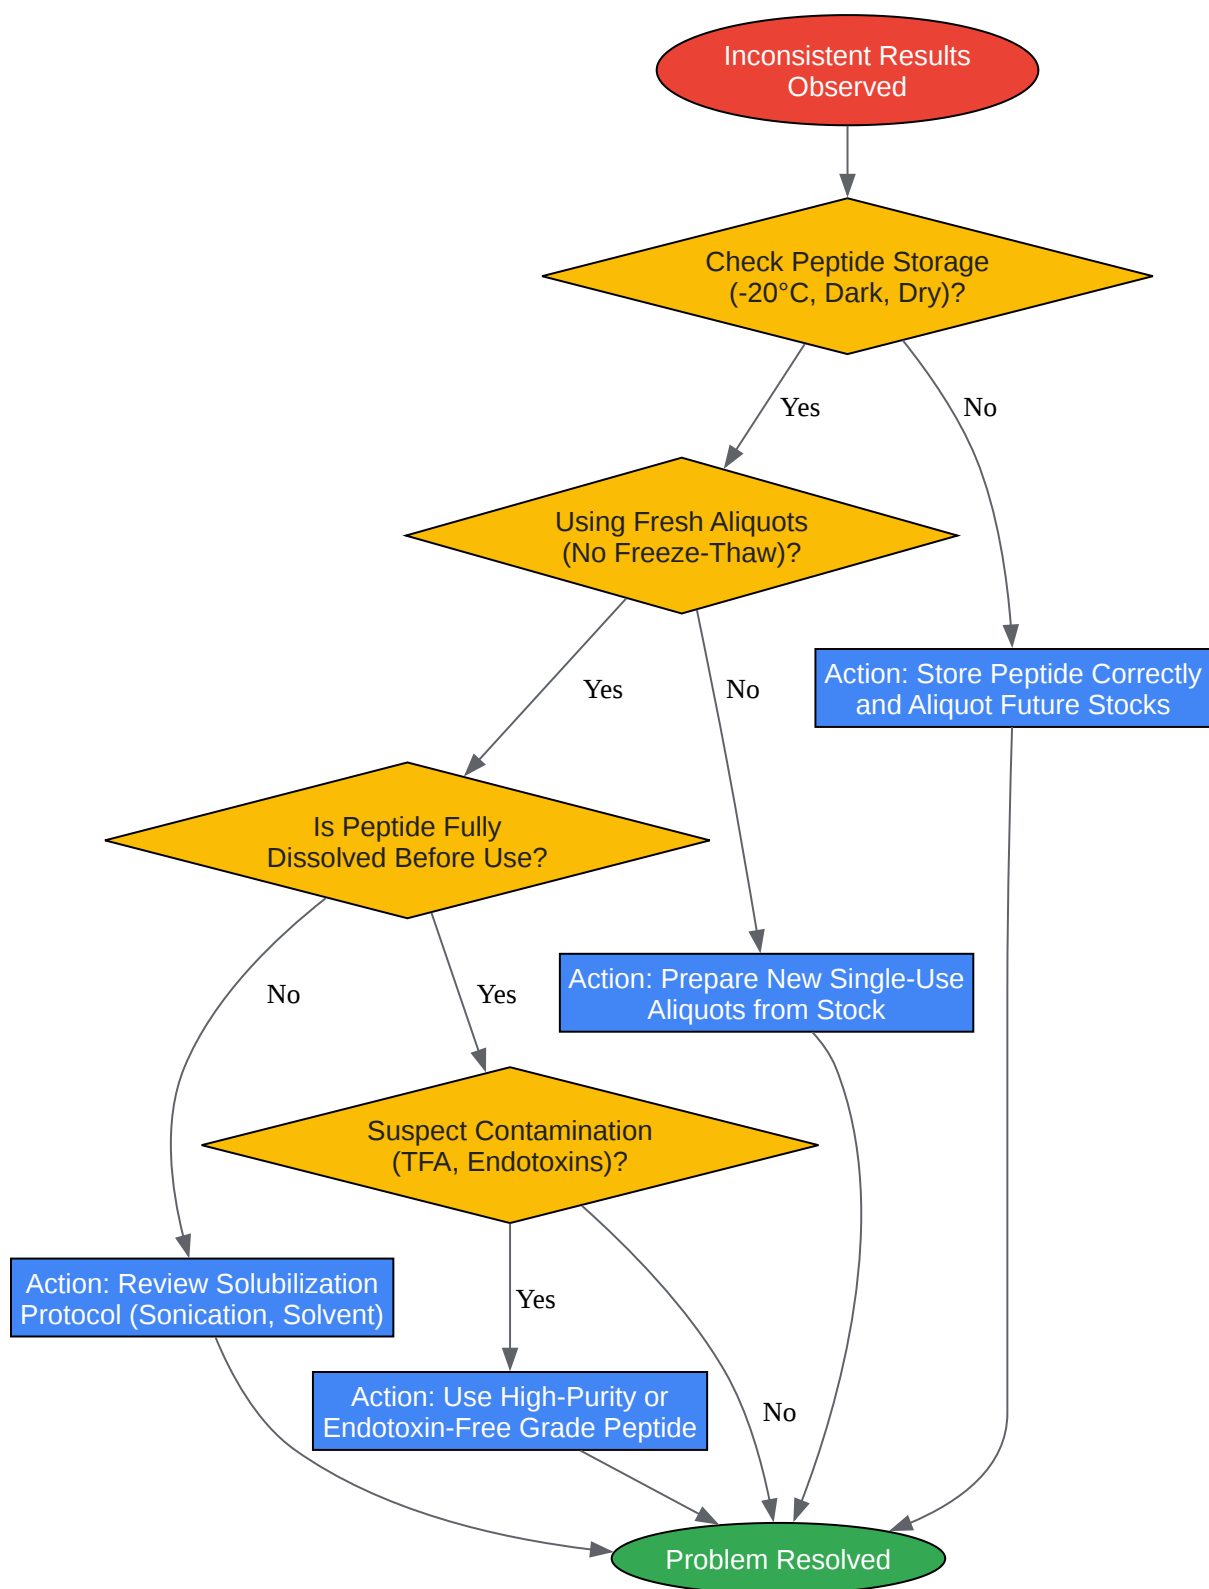 Inconsistent Results
Observed
Check Peptide Storage
(-20°C, Dark, Dry)?
Yes
No
Using Fresh Aliquots
(No Freeze-Thaw)?
Action: Store Peptide Correctly
and Aliquot Future Stocks
Yes
No
Is Peptide Fully
Dissolved Before Use?
Action: Prepare New Single-Use
Aliquots from Stock
No
Yes
Suspect Contamination
(TFA, Endotoxins)?
Action: Review Solubilization
Protocol (Sonication, Solvent)
Yes
Action: Use High-Purity or
Endotoxin-Free Grade Peptide
No
Problem Resolved